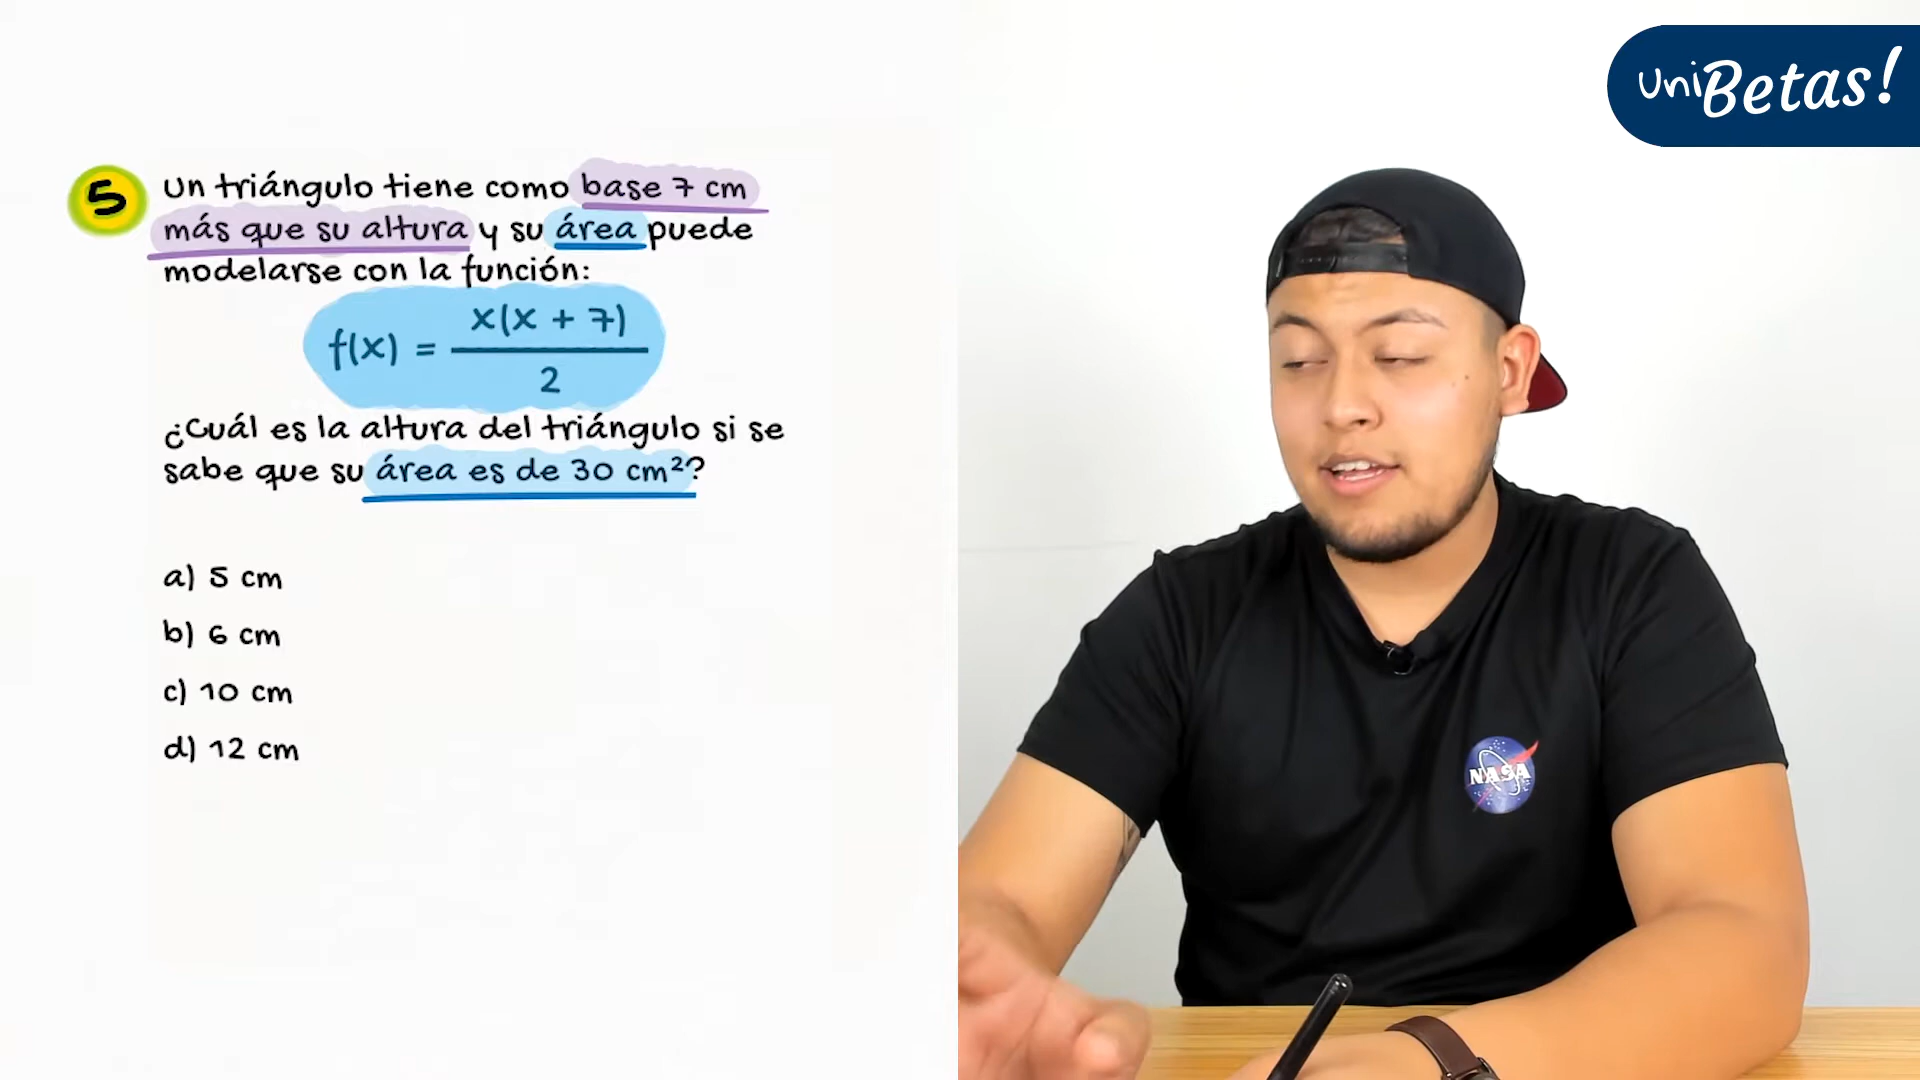 UniBetas!
5 Un triángulo tiene como base 7 cm
más que su altura y su área puede
modelarse con la función:
f(x) = x(x + 7)
2
¿Cuál es la altura del triángulo si se
sabe que su área es de 30 cm²?
a) 5 cm
b) 6 cm
c) 10 cm
d) 12 cm
NASA